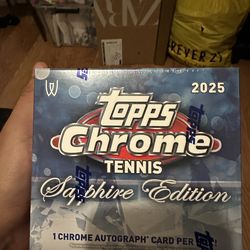 2025
topps
Chrome
TENNIS
Sapphire Edition
1 CHROME AUTOGRAPH CARD PER